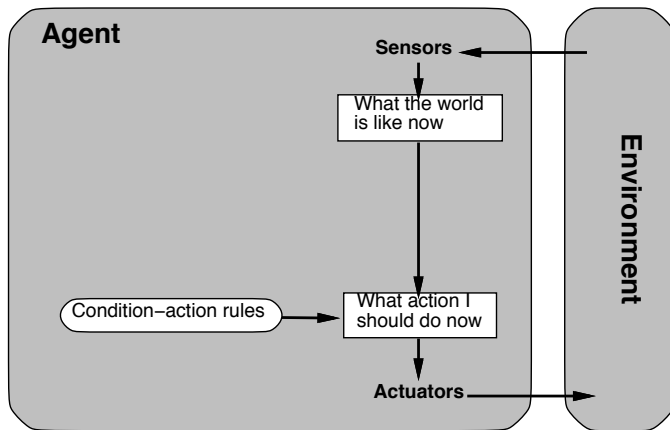 Agent
Sensors
What the world
is like now
Condition−action rules
What action I
should do now
Actuators
Environment